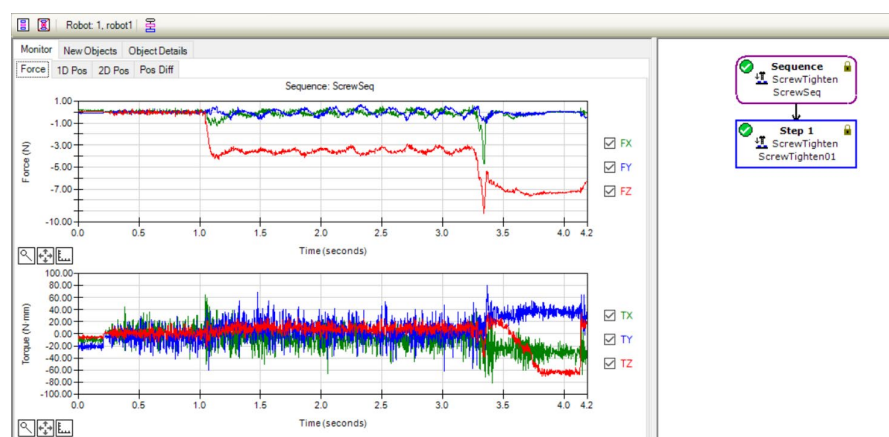 Robot: 1, robot1
Monitor New Objects Object Details
Force 1D Pos 2D Pos Pos Diff
Sequence: ScrewSeq
1.00
-1.00
-3.00
-5.00
-7.00
-10.00
Force (N)
FX
FY
FZ
0.0 0.5 1.0 1.5 2.0 2.5 3.0 3.5 4.0 4.2
Time (seconds)
100.00
80.00
60.00
40.00
20.00
0.00
-20.00
-40.00
-60.00
-80.00
-100.00
Torque (N mm)
TX
TY
TZ
0.0 0.5 1.0 1.5 2.0 2.5 3.0 3.5 4.0 4.2
Time (seconds)
Sequence
ScrewTighten
ScrewSeq
Step 1
ScrewTighten
ScrewTighten01